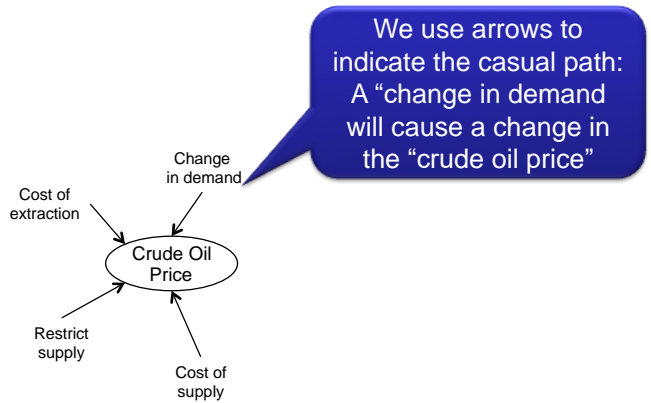 We use arrows to
indicate the casual path:
A “change in demand
will cause a change in
the “crude oil price”
Change
in demand
Cost of
extraction
Crude Oil
Price
Restrict
supply
Cost of
supply